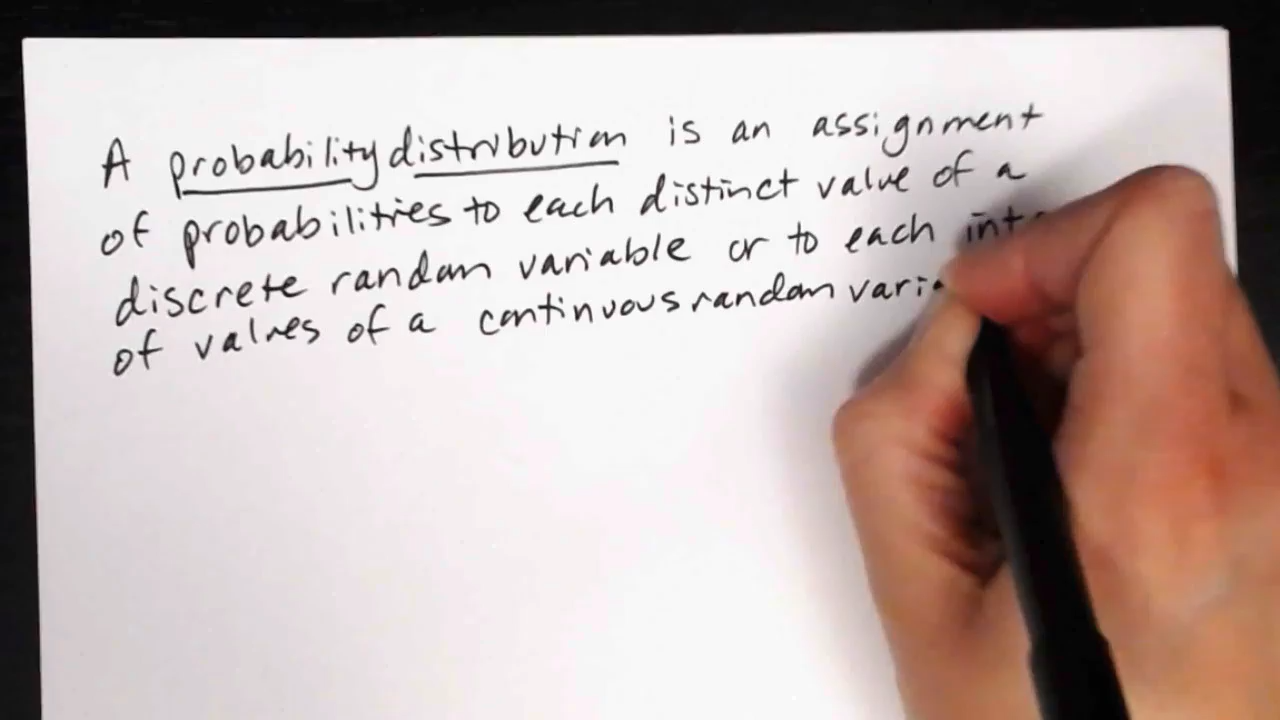 A probability distribution is an assignment
of probabilities to each distinct value of a
discrete random variable or to each
of values of a continuous random